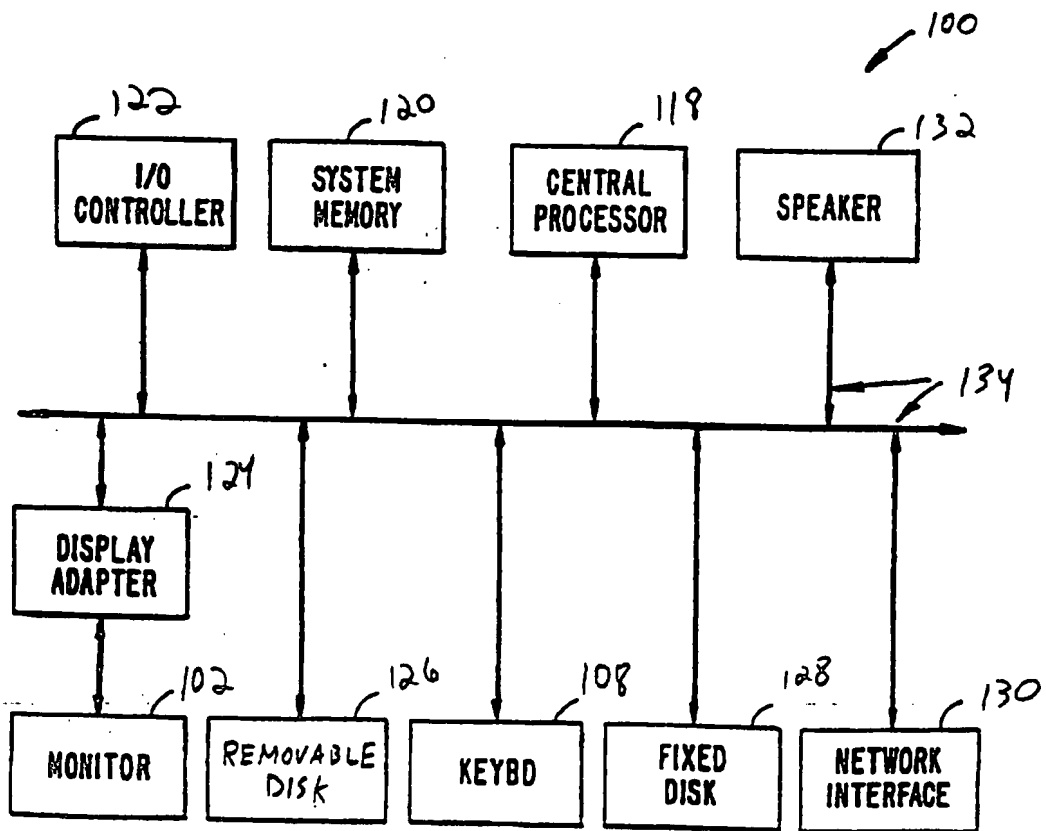 100
122
120
118
132
I/O
CONTROLLER
SYSTEM
MEMORY
CENTRAL
PROCESSOR
SPEAKER
134
124
DISPLAY
ADAPTER
102
126
108
128
130
MONITOR
REMOVABLE
DISK
KEYBD
FIXED
DISK
NETWORK
INTERFACE